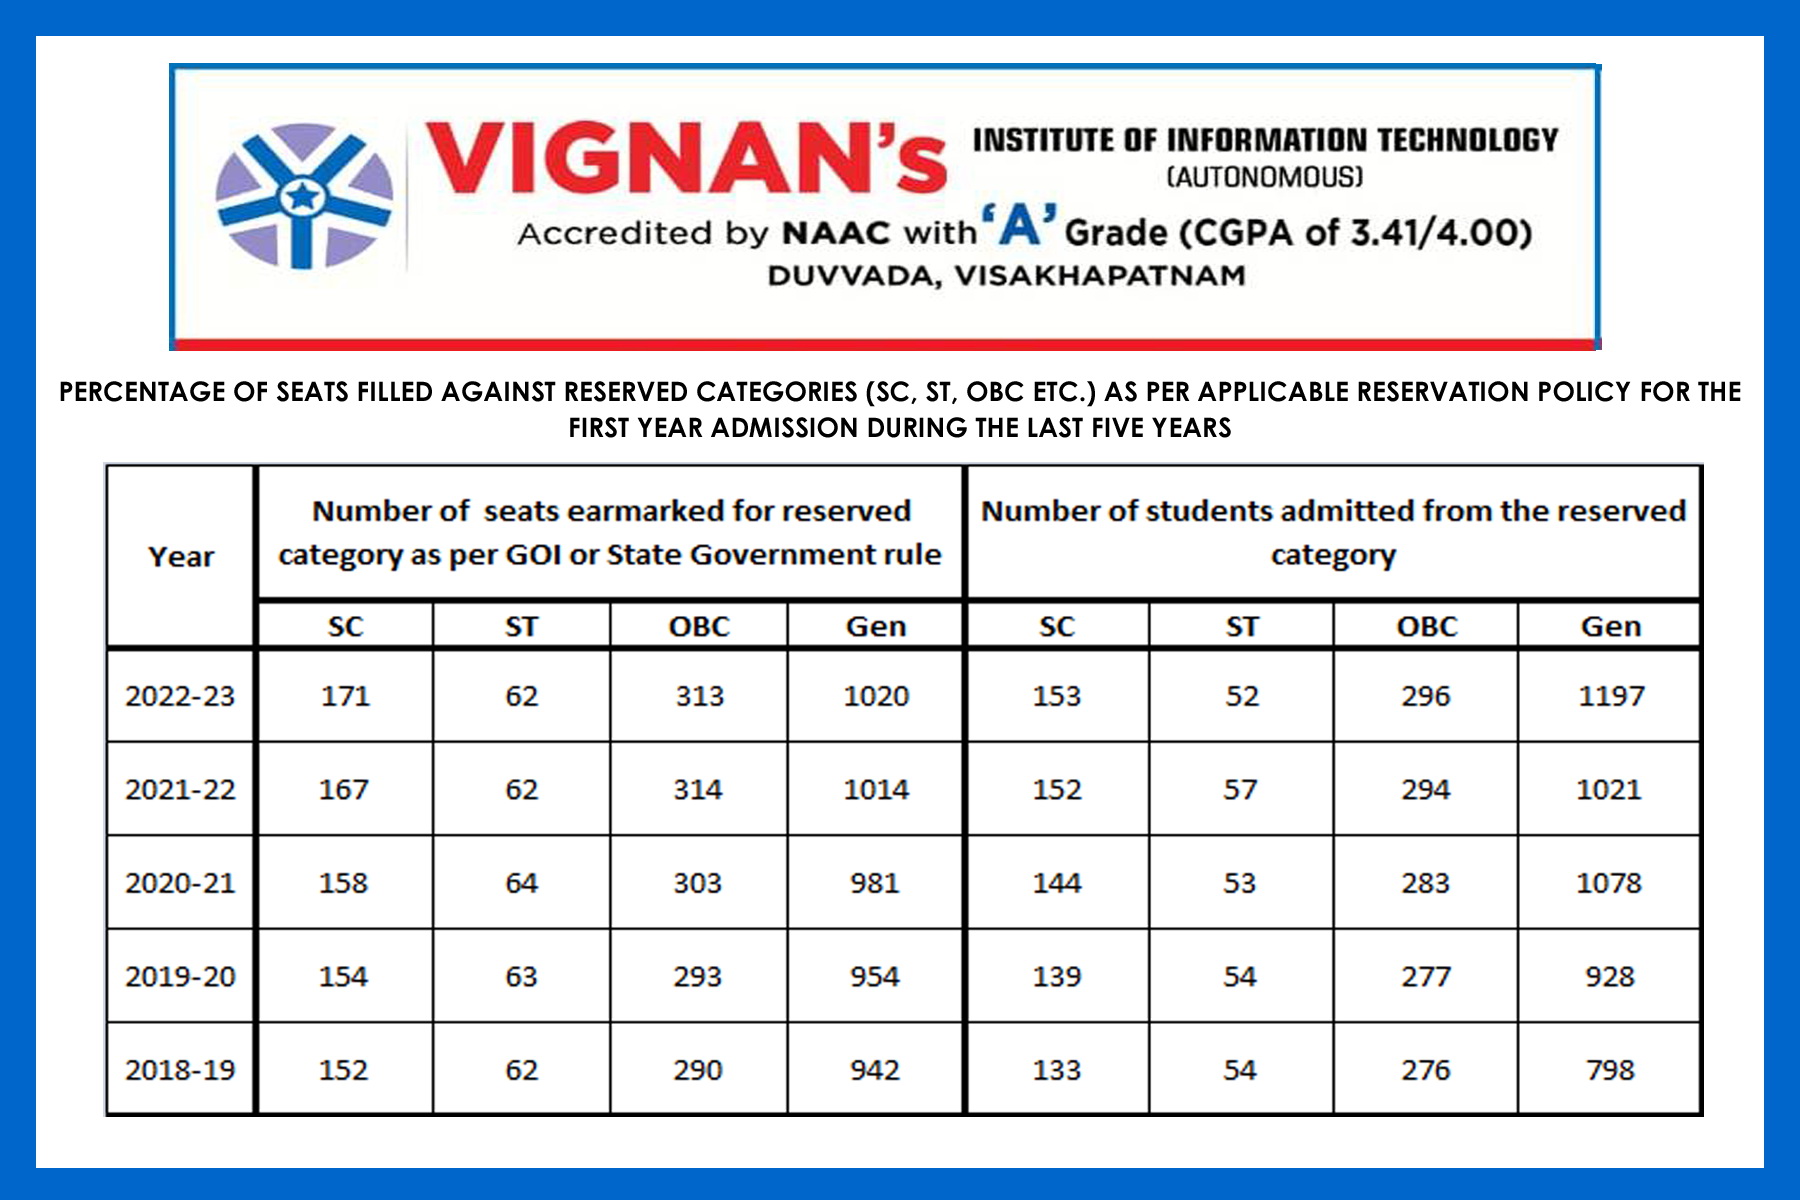 VIGNAN's INSTITUTE OF INFORMATION TECHNOLOGY
(AUTONOMOUS)
Accredited by NAAC with 'A' Grade (CGPA of 3.41/4.00)
DUVVADA, VISAKHAPATNAM
PERCENTAGE OF SEATS FILLED AGAINST RESERVED CATEGORIES (SC, ST, OBC ETC.) AS PER APPLICABLE RESERVATION POLICY FOR THE
FIRST YEAR ADMISSION DURING THE LAST FIVE YEARS
Year
Number of seats earmarked for reserved
category as per GOI or State Government rule
Number of students admitted from the reserved
category
SC ST OBC Gen SC ST OBC Gen
2022-23 171 62 313 1020 153 52 296 1197
2021-22 167 62 314 1014 152 57 294 1021
2020-21 158 64 303 981 144 53 283 1078
2019-20 154 63 293 954 139 54 277 928
2018-19 152 62 290 942 133 54 276 798